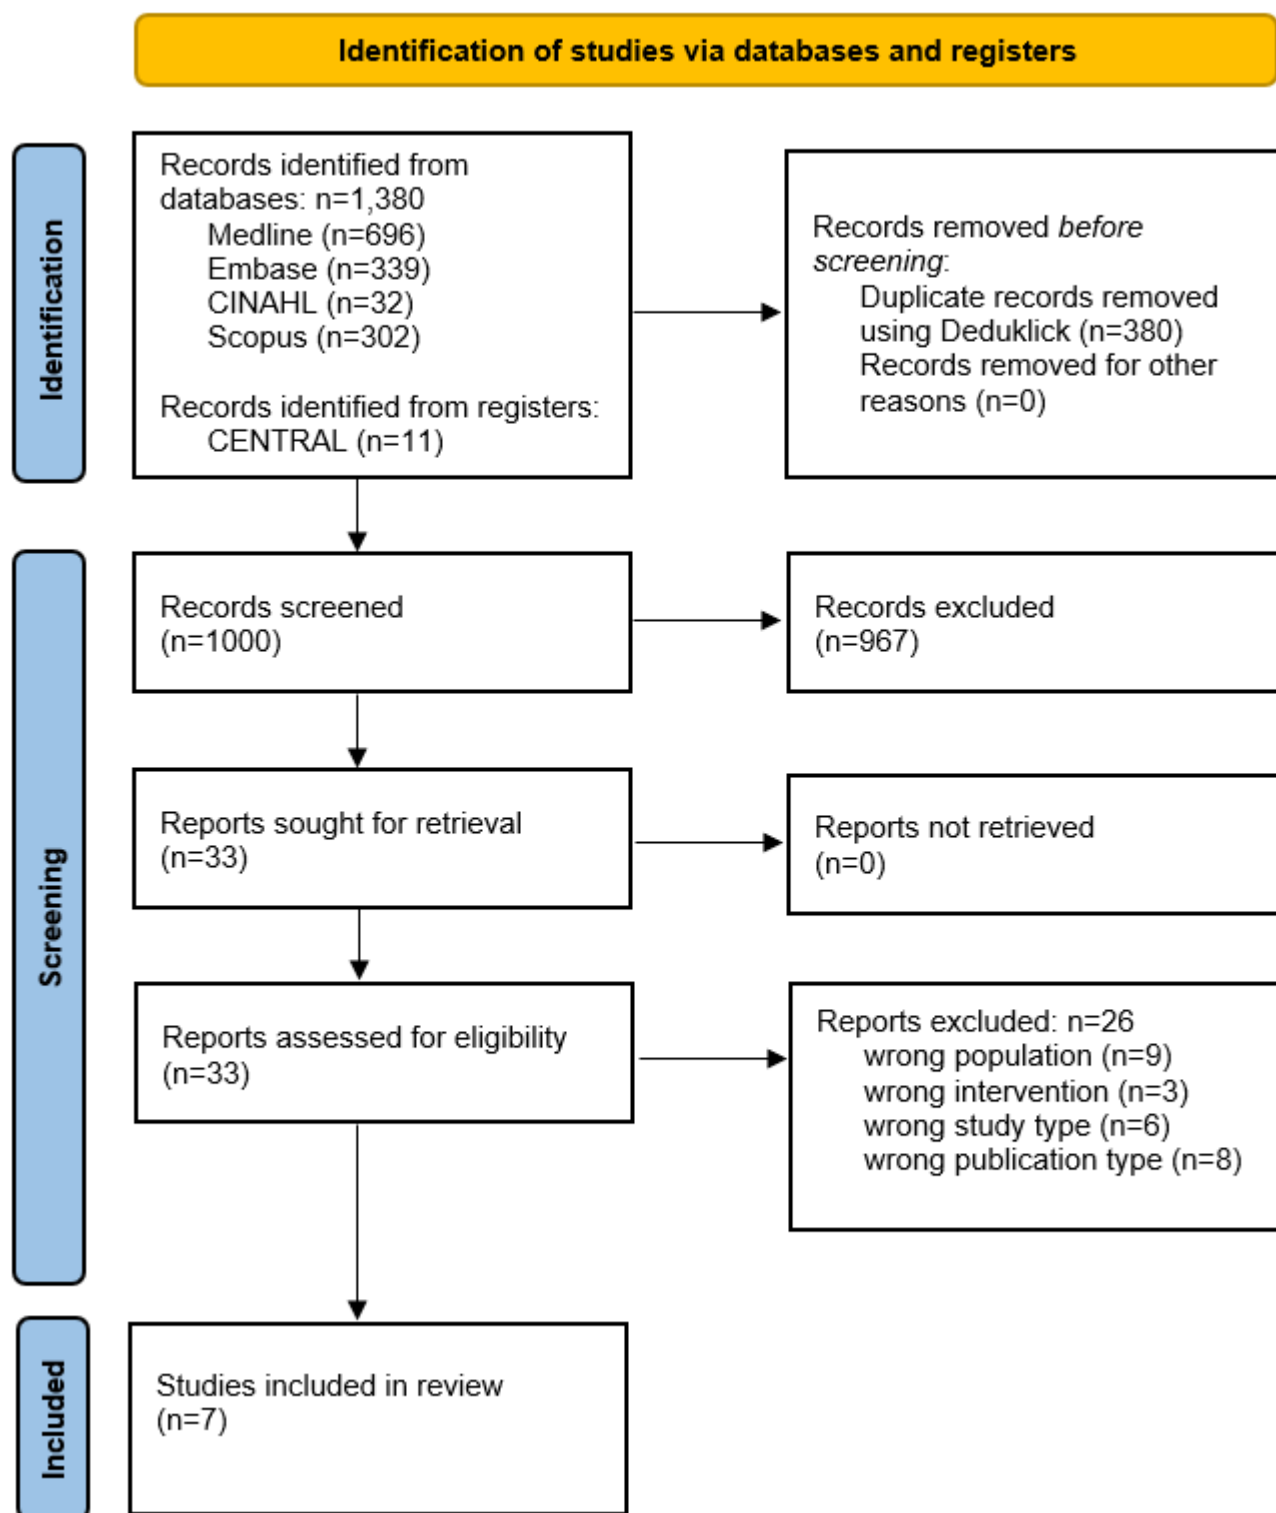 Identification of studies via databases and registers
Identification
Records identified from
databases: n=1,380
Medline (n=696)
Embase (n=339)
CINAHL (n=32)
Scopus (n=302)
Records identified from registers:
CENTRAL (n=11)
Records removed before
screening:
Duplicate records removed
using Deduklick (n=380)
Records removed for other
reasons (n=0)
Screening
Records screened
(n=1000)
Records excluded
(n=967)
Reports sought for retrieval
(n=33)
Reports not retrieved
(n=0)
Reports assessed for eligibility
(n=33)
Reports excluded: n=26
wrong population (n=9)
wrong intervention (n=3)
wrong study type (n=6)
wrong publication type (n=8)
Included
Studies included in review
(n=7)